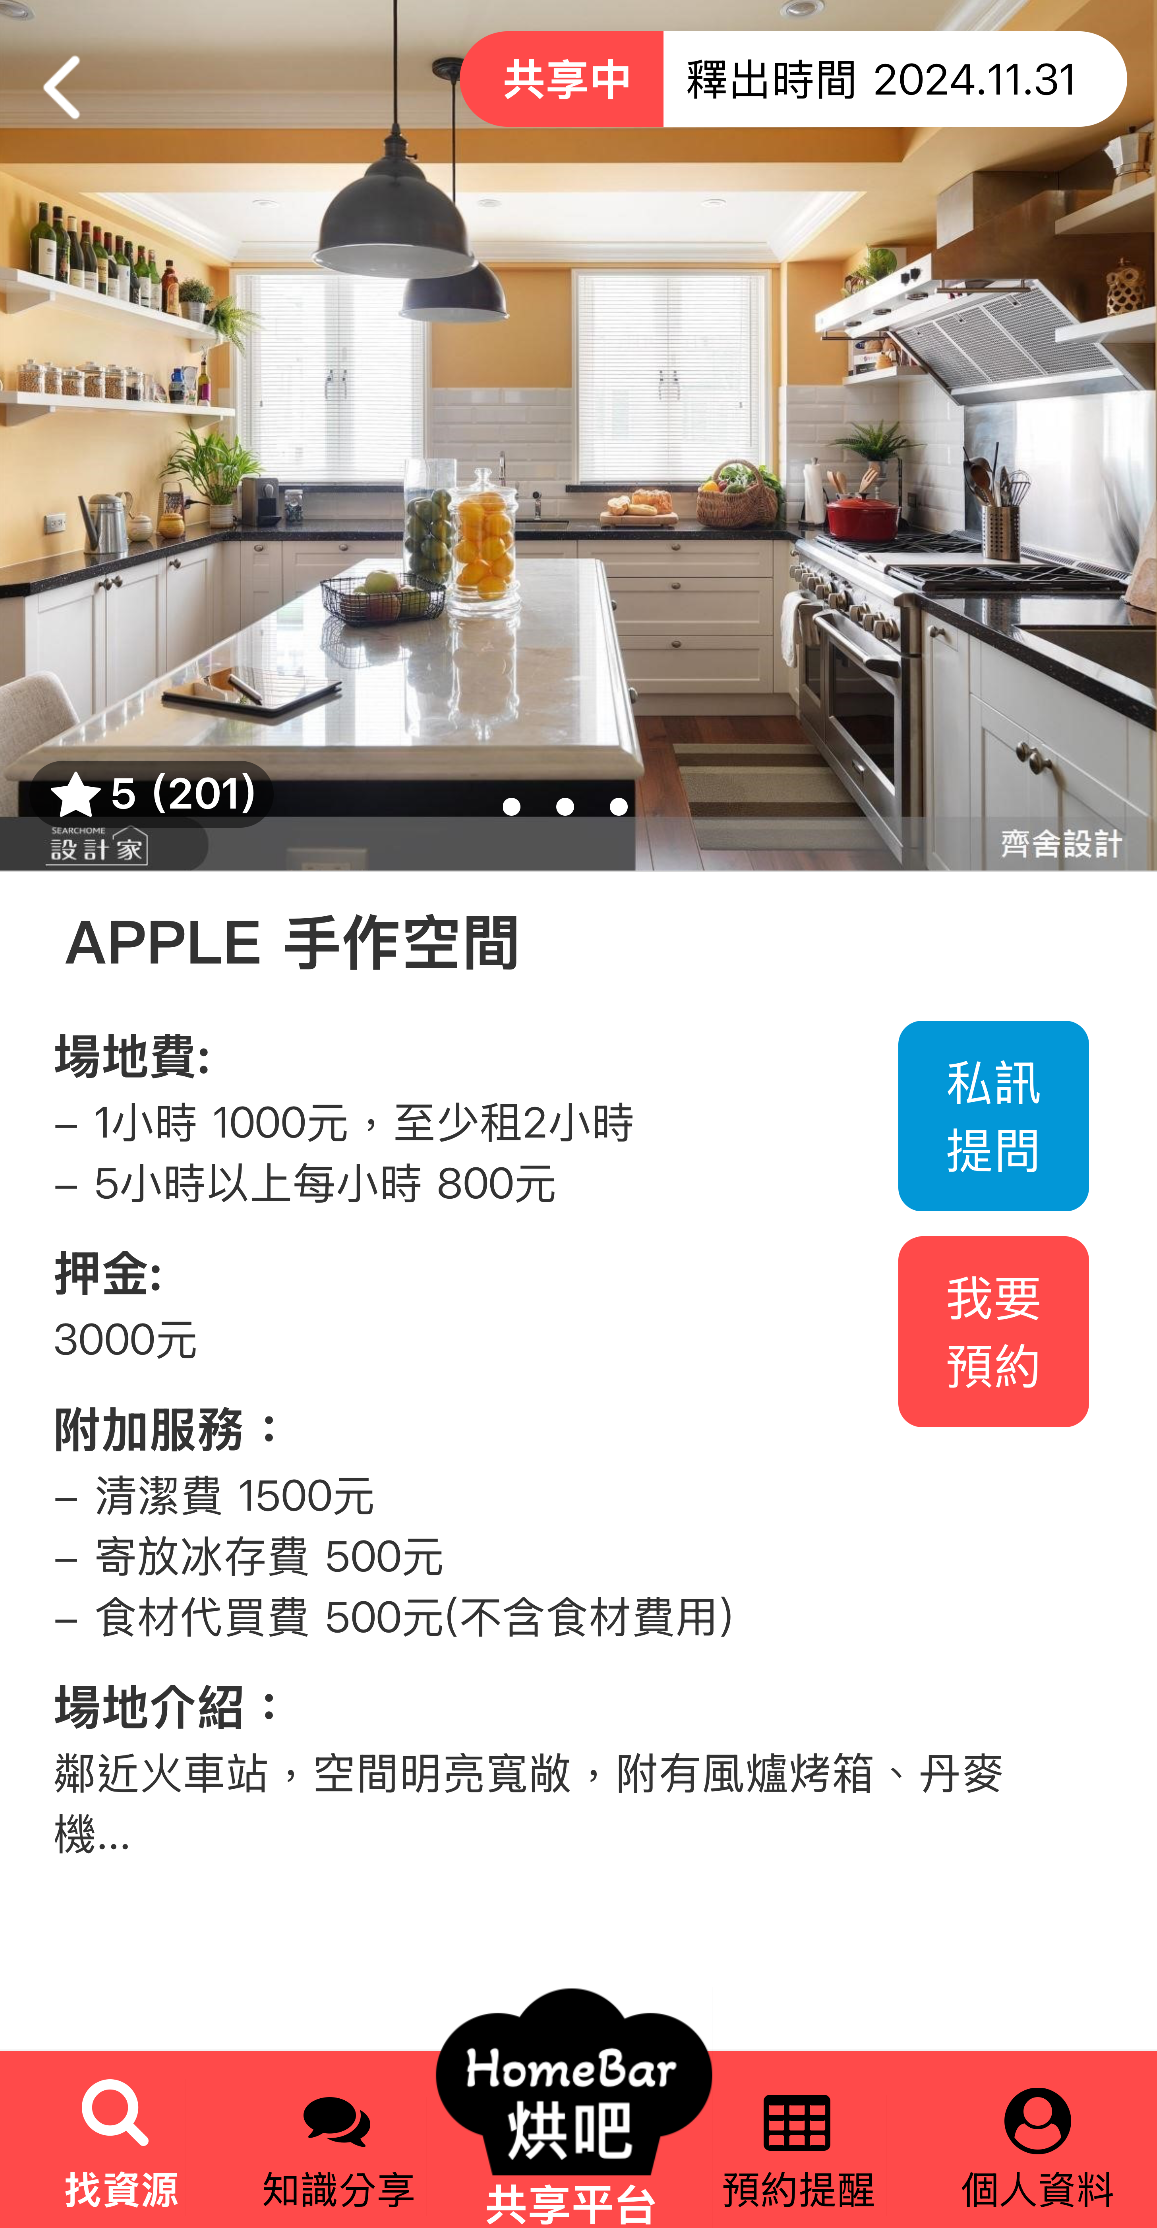 共享中 釋出時間 2024.11.31
5 (201)
SEARCHOME
設計家
齊舍設計
APPLE 手作空間
場地費:
– 1小時 1000元，至少租2小時
– 5小時以上每小時 800元
私訊
提問
押金:
3000元
我要
預約
附加服務：
– 清潔費 1500元
– 寄放冰存費 500元
– 食材代買費 500元(不含食材費用)
場地介紹：
鄰近火車站，空間明亮寬敞，附有風爐烤箱、丹麥
機...
HomeBar
烘吧
共享平台
找資源
知識分享
預約提醒
個人資料